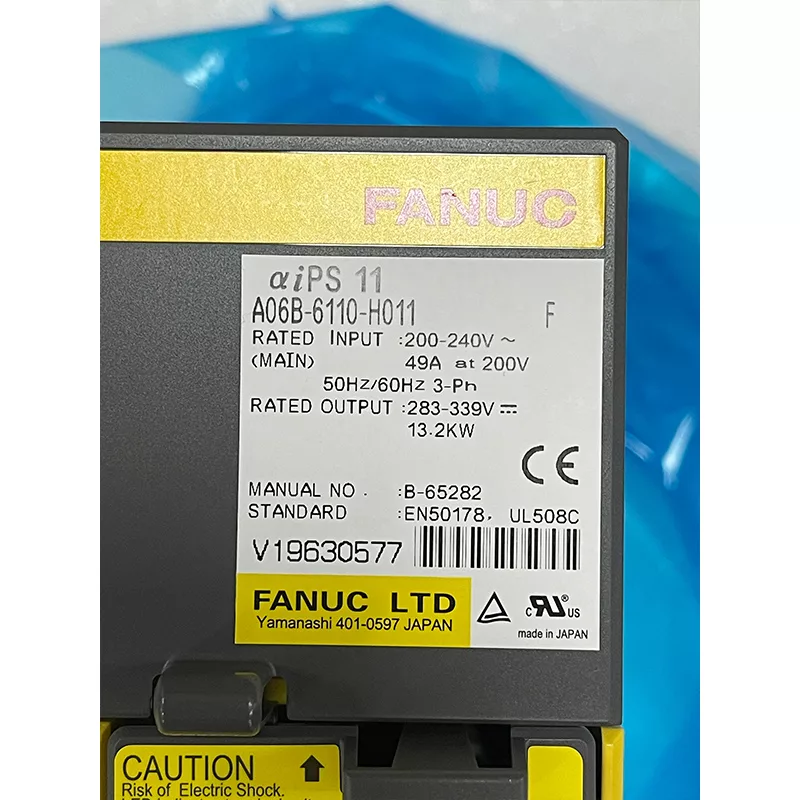 FANUC
αiPS 11
A06B-6110-H011 F
RATED INPUT :200-240V ~
(MAIN) 49A at 200V
50Hz/60Hz 3-Ph
RATED OUTPUT :283-339V ⎓
13.2KW
CE
MANUAL NO. :B-65282
STANDARD :EN50178, UL508C
V19630577
FANUC LTD
Yamanashi 401-0597 JAPAN
c RU ® US
made in JAPAN
CAUTION
Risk of Electric Shock.